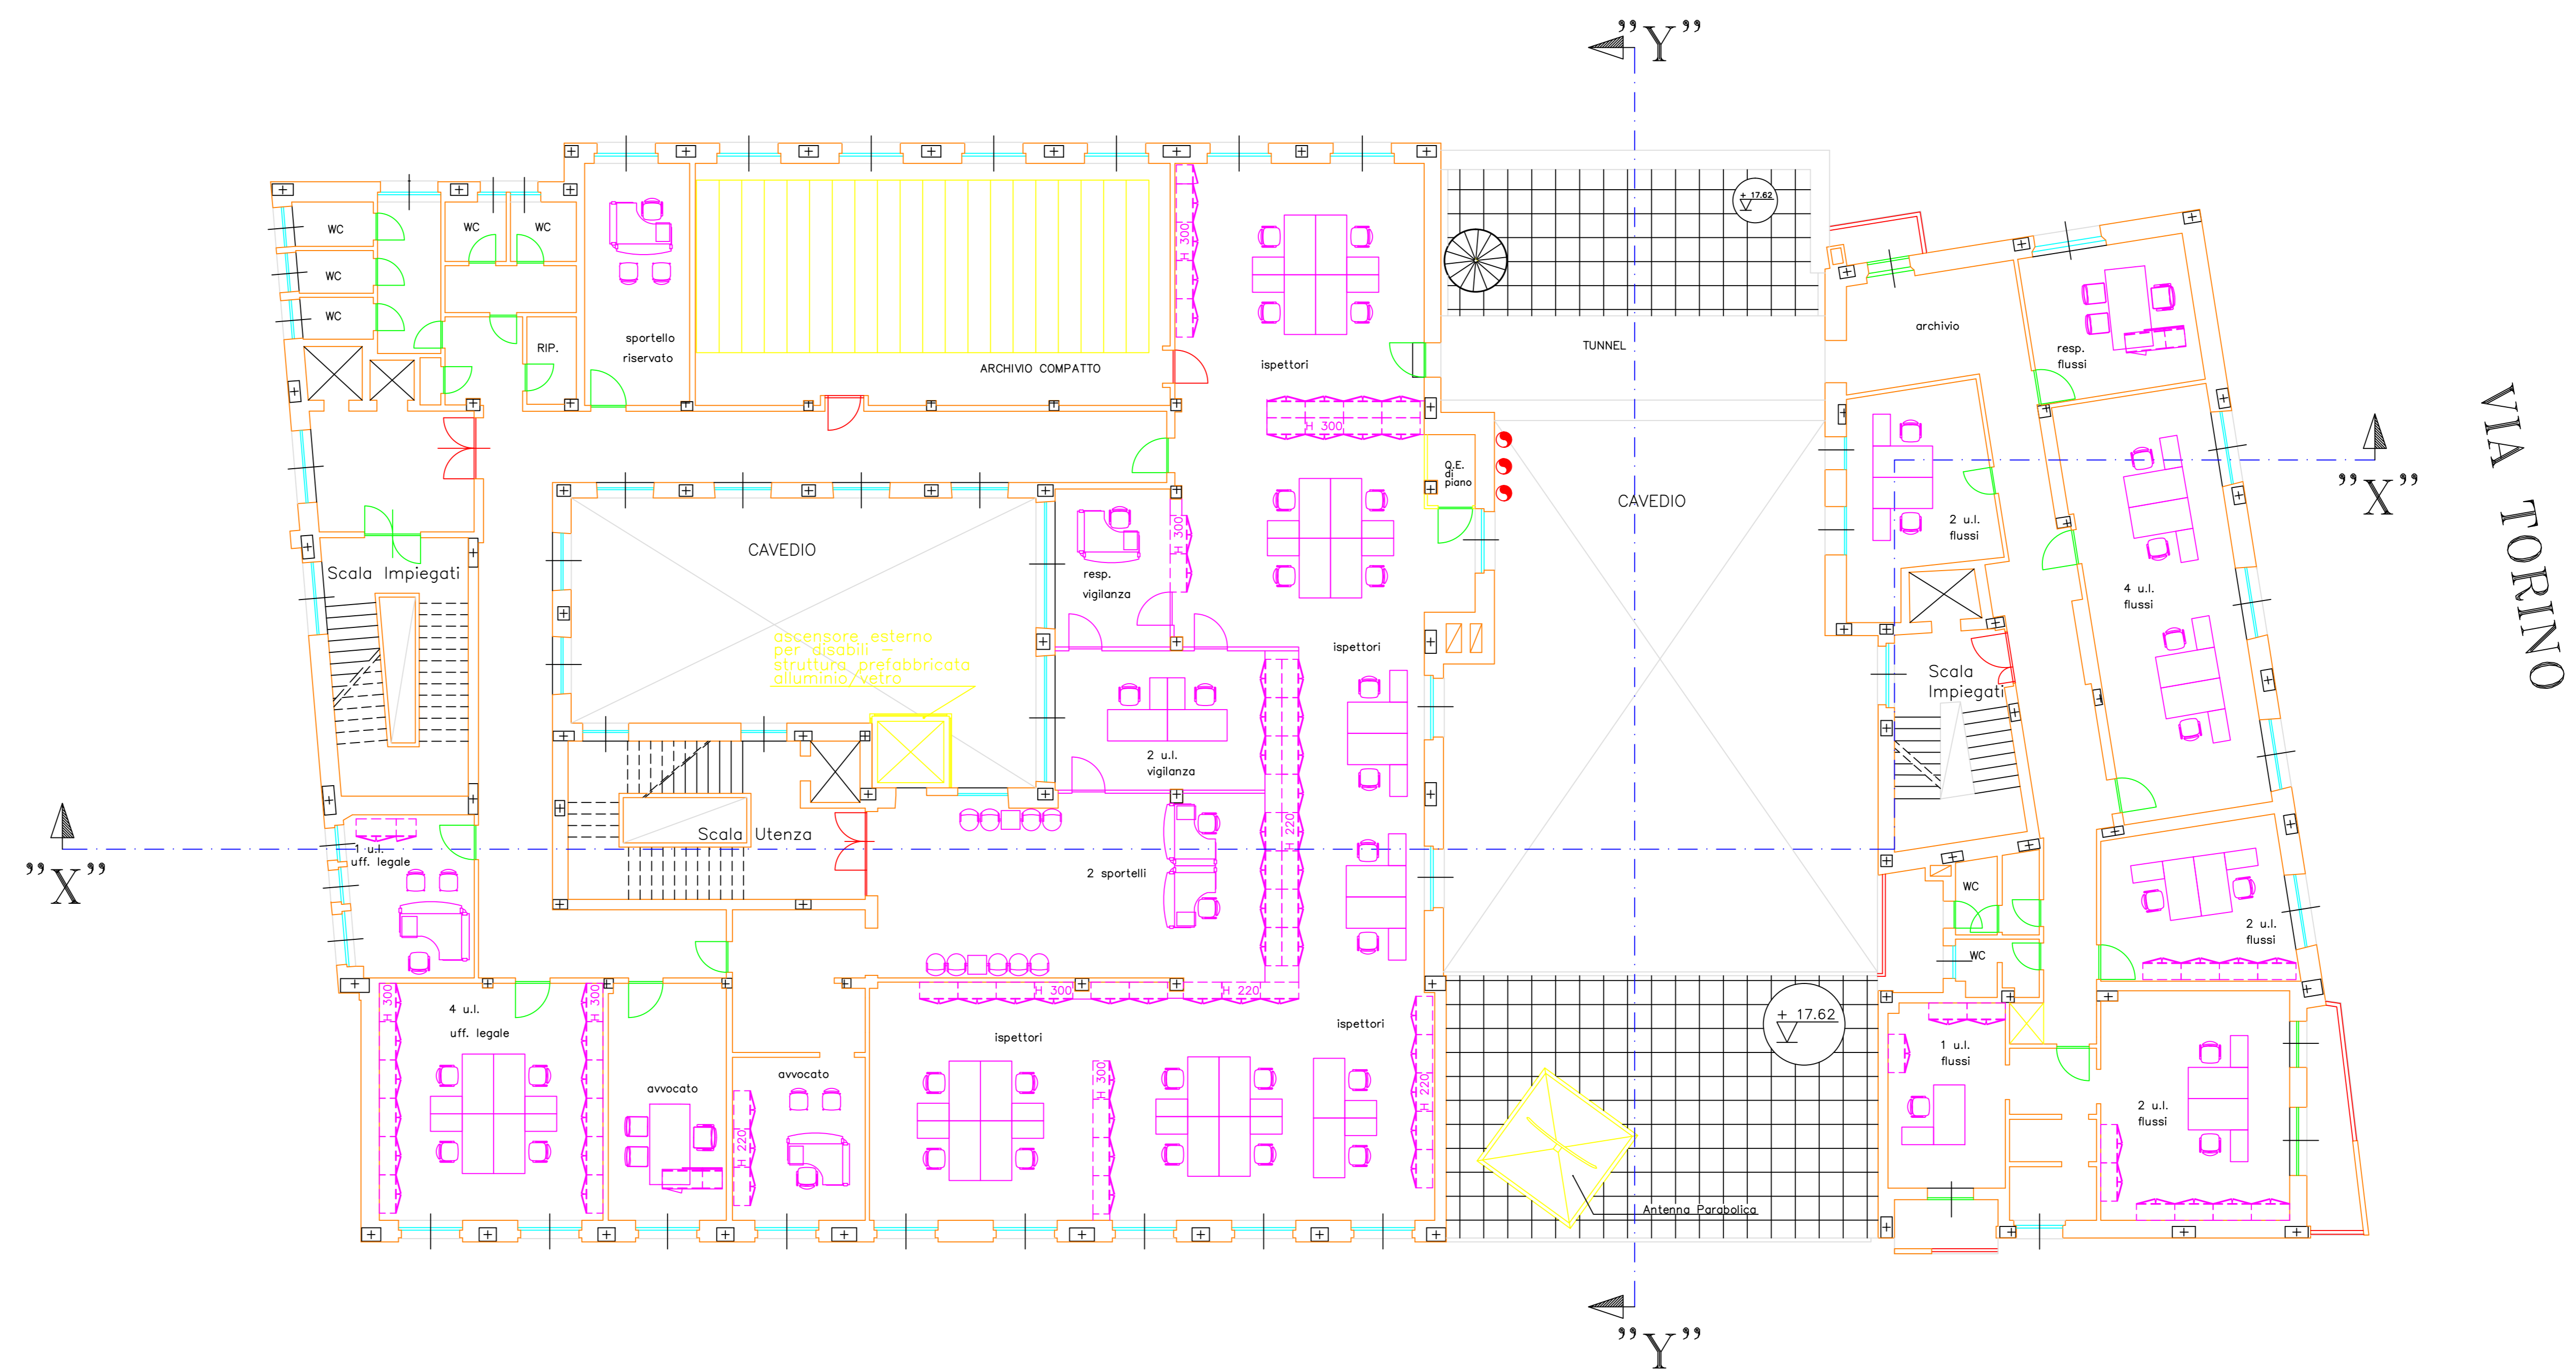 ”Y”
+ 17.62
WC
WC
WC
WC
WC
RIP.
sportello
riservato
ARCHIVIO COMPATTO
H 300
ispettori
TUNNEL
archivio
resp.
flussi
VIA TORINO
H 300
Q.E.
di
piano
”X”
CAVEDIO
CAVEDIO
2 u.l.
flussi
H 300
Scala Impiegati
resp.
vigilanza
4 u.l.
flussi
ascensore esterno
per disabili -
struttura prefabbricata
alluminio/vetro
ispettori
Scala
Impiegati
2 u.l.
vigilanza
H 220
Scala Utenza
1 u.l.
uff. legale
”X”
2 sportelli
WC
2 u.l.
flussi
WC
H 300
H 300
H 300
H 220
4 u.l.
uff. legale
ispettori
ispettori
+ 17.62
1 u.l.
flussi
avvocato
avvocato
H 300
H 220
H 220
2 u.l.
flussi
Antenna Parabolica
”Y”